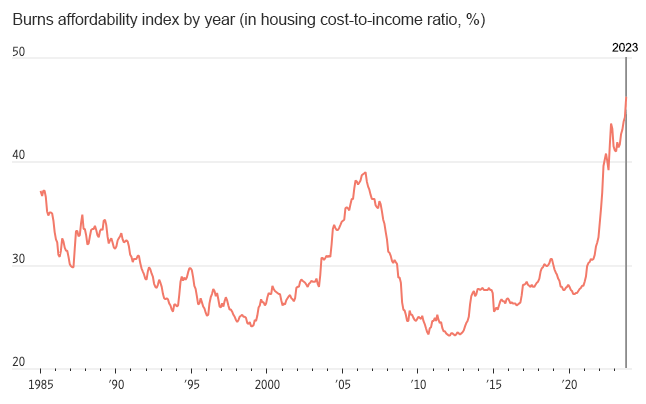 Burns affordability index by year (in housing cost-to-income ratio, %)
2023
50
40
30
20
1985 ’90 ’95 2000 ’05 ’10 ’15 ’20